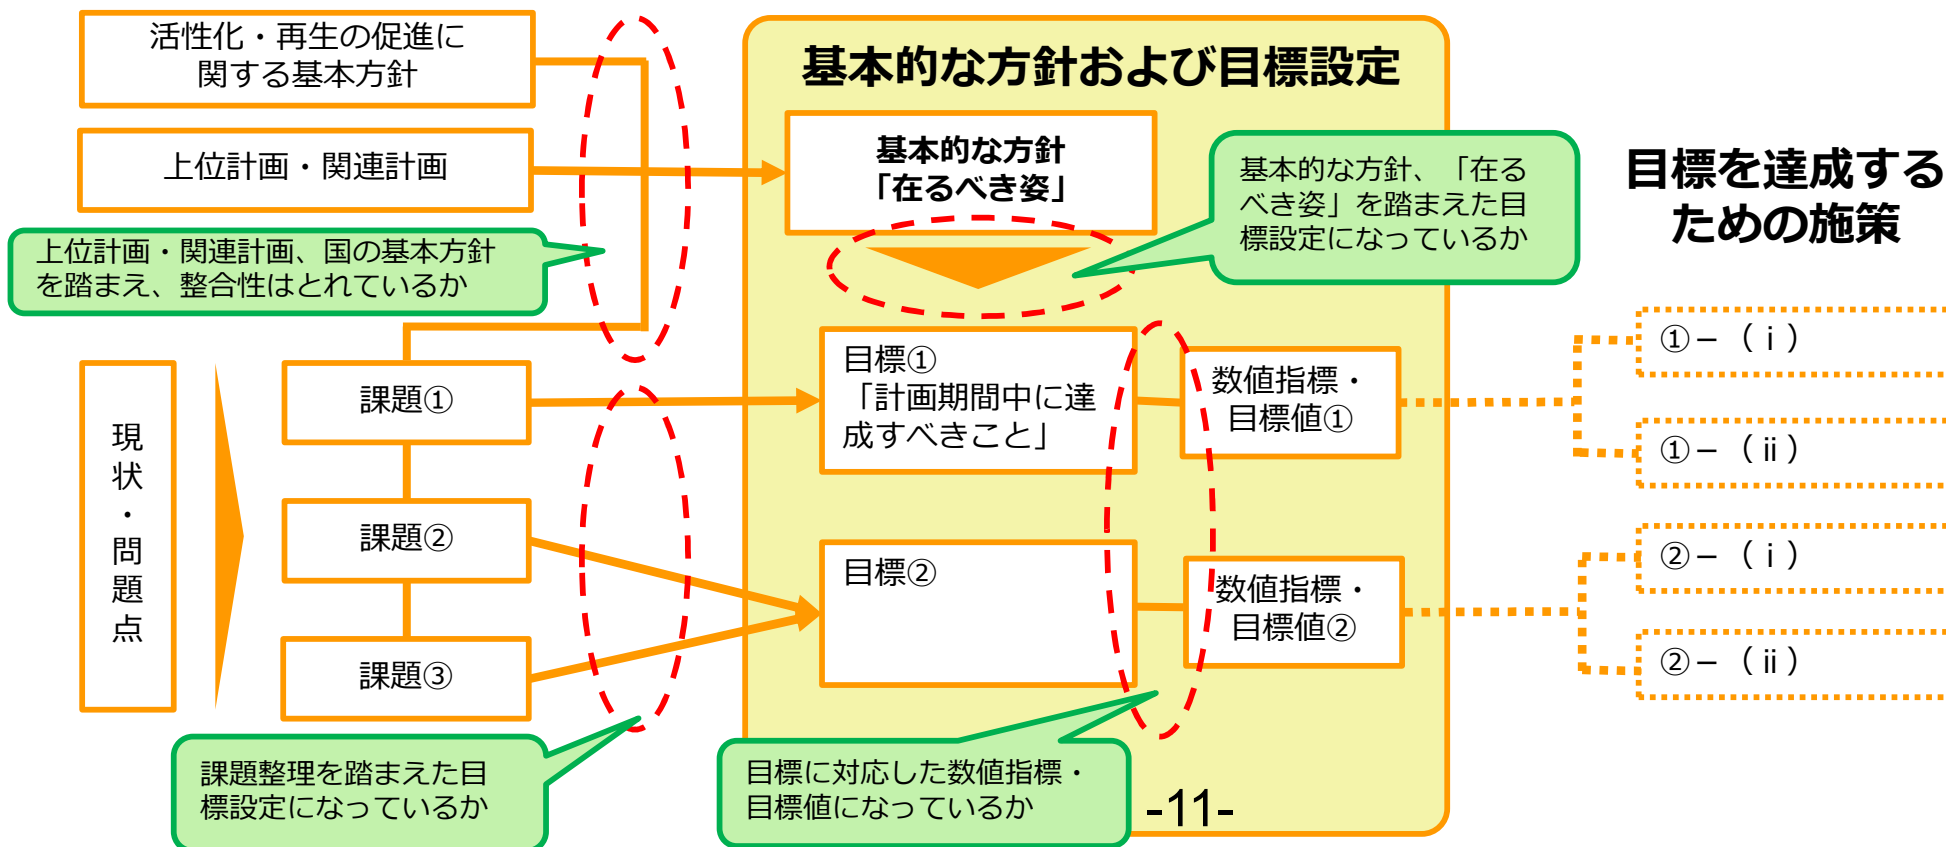 活性化・再生の促進に
関する基本方針
上位計画・関連計画
上位計画・関連計画、国の基本方針
を踏まえ、整合性はとれているか
現
状
・
問
題
点
課題①
課題②
課題③
課題整理を踏まえた目
標設定になっているか
基本的な方針および目標設定
基本的な方針
「在るべき姿」
基本的な方針、「在る
べき姿」を踏まえた目
標設定になっているか
目標①
「計画期間中に達
成すべきこと」
数値指標・
目標値①
目標②
数値指標・
目標値②
目標に対応した数値指標・
目標値になっているか
-11-
目標を達成する
ための施策
①–（ⅰ）
①–（ⅱ）
②–（ⅰ）
②–（ⅱ）